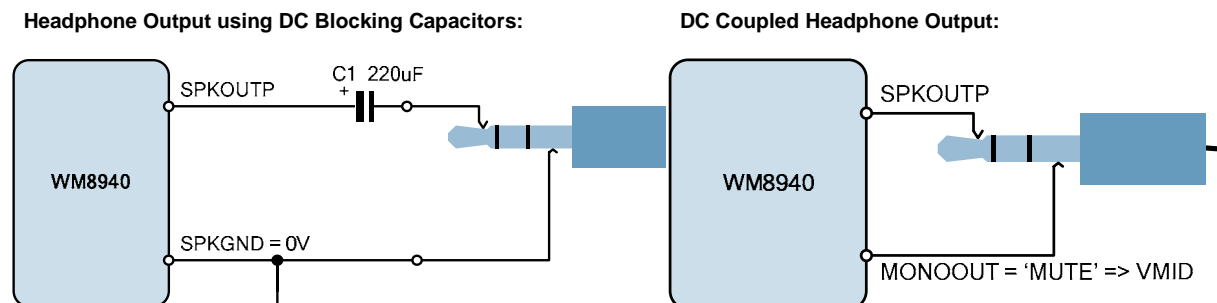 Headphone Output using DC Blocking Capacitors:
DC Coupled Headphone Output:
C1 220uF
+
SPKOUTP
WM8940
SPKGND = 0V
SPKOUTP
WM8940
MONOOUT = 'MUTE' => VMID